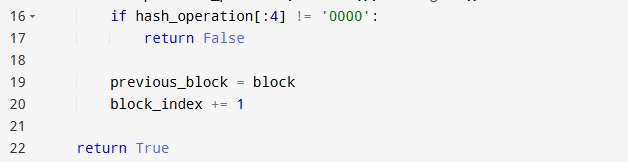 16 if hash_operation[:4] != '0000':
17 return False
18
19 previous_block = block
20 block_index += 1
21
22 return True